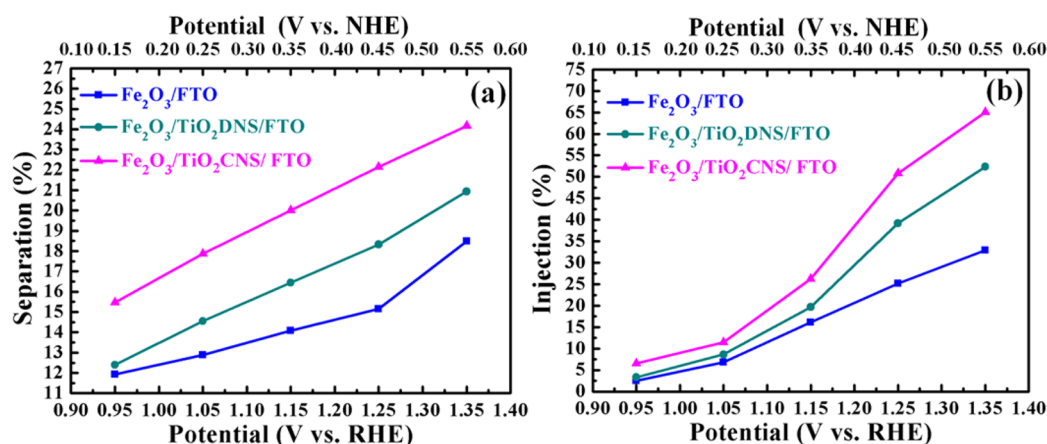 Potential (V vs. NHE)
0.10 0.15 0.20 0.25 0.30 0.35 0.40 0.45 0.50 0.55 0.60
27
26
25
24
23
22
21
20
19
18
17
16
15
14
13
12
11
Separation (%)
(a)
Fe₂O₃/FTO
Fe₂O₃/TiO₂DNS/FTO
Fe₂O₃/TiO₂CNS/ FTO
0.90 0.95 1.00 1.05 1.10 1.15 1.20 1.25 1.30 1.35 1.40
Potential (V vs. RHE)
Potential (V vs. NHE)
0.10 0.15 0.20 0.25 0.30 0.35 0.40 0.45 0.50 0.55 0.60
75
70
65
60
55
50
45
40
35
30
25
20
15
10
5
0
Injection (%)
(b)
Fe₂O₃/FTO
Fe₂O₃/TiO₂DNS/FTO
Fe₂O₃/TiO₂CNS/ FTO
0.90 0.95 1.00 1.05 1.10 1.15 1.20 1.25 1.30 1.35 1.40
Potential (V vs. RHE)